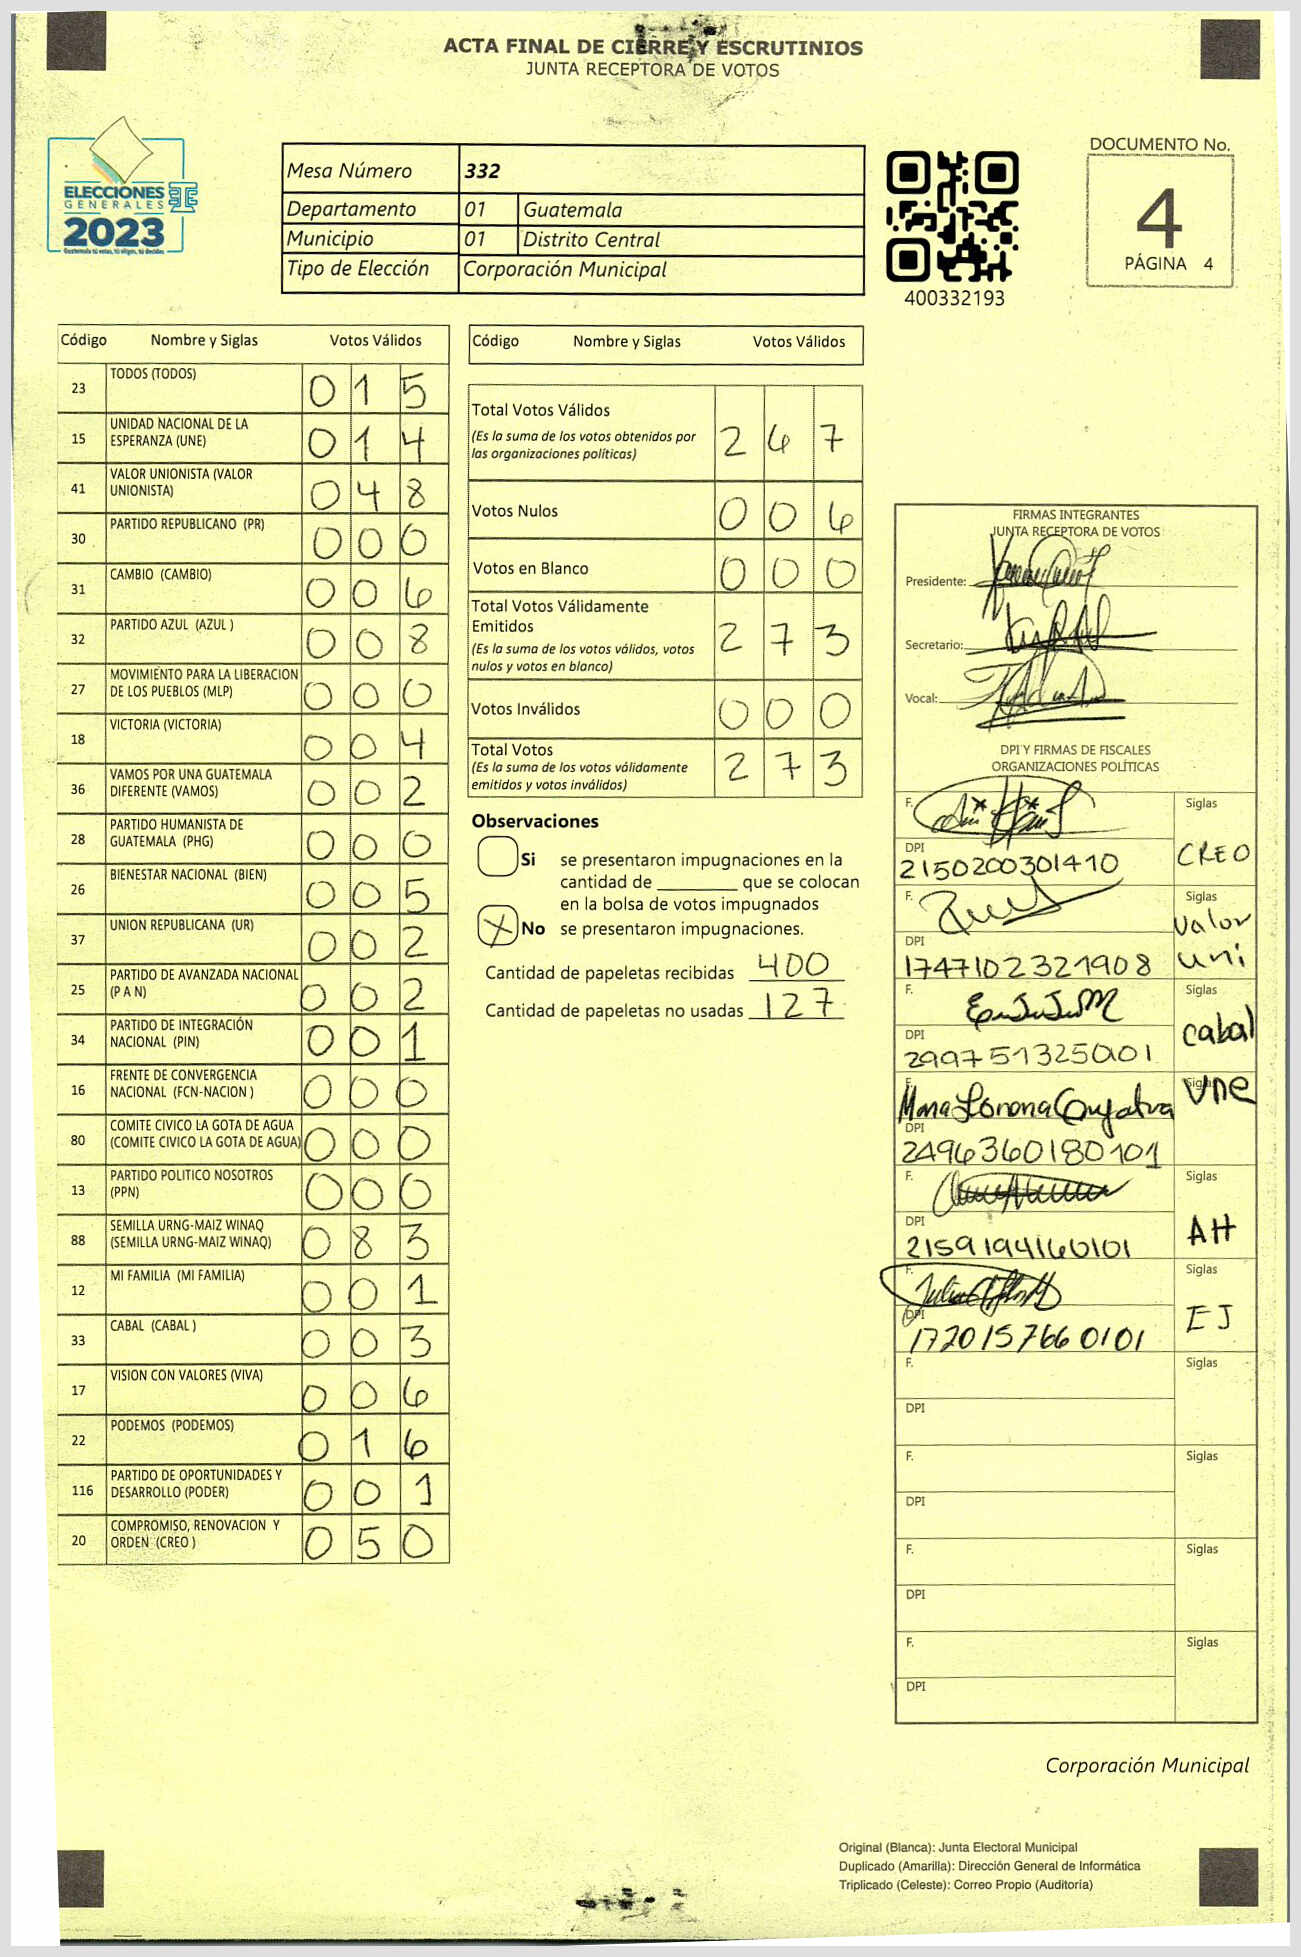 ACTA FINAL DE CIERRE Y ESCRUTINIOS
JUNTA RECEPTORA DE VOTOS
ELECCIONES
GENERALES
2023
Guatemala tú votas, tú eliges, tú decides
Mesa Número 332
Departamento 01 Guatemala
Municipio 01 Distrito Central
Tipo de Elección Corporación Municipal
400332193
DOCUMENTO No.
4
PÁGINA 4
Código Nombre y Siglas Votos Válidos
23 TODOS (TODOS) 0 1 5
15 UNIDAD NACIONAL DE LA
ESPERANZA (UNE) 0 1 4
41 VALOR UNIONISTA (VALOR
UNIONISTA) 0 4 8
30 PARTIDO REPUBLICANO (PR) 0 0 0
31 CAMBIO (CAMBIO) 0 0 6
32 PARTIDO AZUL (AZUL ) 0 0 8
27 MOVIMIENTO PARA LA LIBERACION
DE LOS PUEBLOS (MLP) 0 0 0
18 VICTORIA (VICTORIA) 0 0 4
36 VAMOS POR UNA GUATEMALA
DIFERENTE (VAMOS) 0 0 2
28 PARTIDO HUMANISTA DE
GUATEMALA (PHG) 0 0 0
26 BIENESTAR NACIONAL (BIEN) 0 0 5
37 UNION REPUBLICANA (UR) 0 0 2
25 PARTIDO DE AVANZADA NACIONAL
(P A N) 0 0 2
34 PARTIDO DE INTEGRACIÓN
NACIONAL (PIN) 0 0 1
16 FRENTE DE CONVERGENCIA
NACIONAL (FCN-NACION ) 0 0 0
80 COMITE CIVICO LA GOTA DE AGUA
(COMITE CIVICO LA GOTA DE AGUA) 0 0 0
13 PARTIDO POLITICO NOSOTROS
(PPN) 0 0 0
88 SEMILLA URNG-MAIZ WINAQ
(SEMILLA URNG-MAIZ WINAQ) 0 8 3
12 MI FAMILIA (MI FAMILIA) 0 0 1
33 CABAL (CABAL ) 0 0 3
17 VISION CON VALORES (VIVA) 0 0 6
22 PODEMOS (PODEMOS) 0 1 6
116 PARTIDO DE OPORTUNIDADES Y
DESARROLLO (PODER) 0 0 1
20 COMPROMISO, RENOVACION Y
ORDEN (CREO ) 0 5 0
Código Nombre y Siglas Votos Válidos
Total Votos Válidos 2 6 7
(Es la suma de los votos obtenidos por
las organizaciones políticas)
Votos Nulos 0 0 6
Votos en Blanco 0 0 0
Total Votos Válidamente
Emitidos 2 7 3
(Es la suma de los votos válidos, votos
nulos y votos en blanco)
Votos Inválidos 0 0 0
Total Votos 2 7 3
(Es la suma de los votos válidamente
emitidos y votos inválidos)
Observaciones
Si se presentaron impugnaciones en la
cantidad de ________ que se colocan
en la bolsa de votos impugnados
X No se presentaron impugnaciones.
Cantidad de papeletas recibidas 400
Cantidad de papeletas no usadas 127
FIRMAS INTEGRANTES
JUNTA RECEPTORA DE VOTOS
Presidente:
Secretario:
Vocal:
DPI Y FIRMAS DE FISCALES
ORGANIZACIONES POLÍTICAS
F. Siglas
DPI CREO
2150200301410
F. Siglas
Valor
DPI uni
1747102321908
F. Siglas
DPI cabal
2997513250101
F. Siglas
UNE
DPI
2496360180101
F. Siglas
DPI AH
2159194160101
F. Siglas
DPI EJ
1720157660101
F. Siglas
DPI
F. Siglas
DPI
F. Siglas
DPI
F. Siglas
DPI
Corporación Municipal
Original (Blanca): Junta Electoral Municipal
Duplicado (Amarilla): Dirección General de Informática
Triplicado (Celeste): Correo Propio (Auditoría)